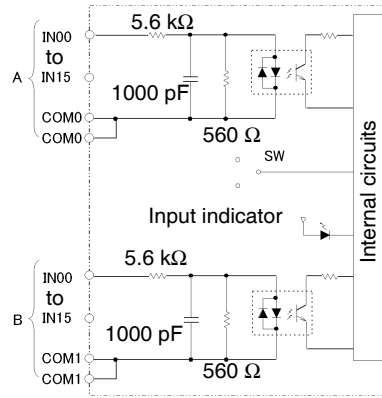 5.6 kΩ
IN00
to
A
IN15
1000 pF
COM0
COM0
560 Ω
SW
Internal circuits
Input indicator
5.6 kΩ
IN00
to
B
IN15
1000 pF
COM1
COM1
560 Ω